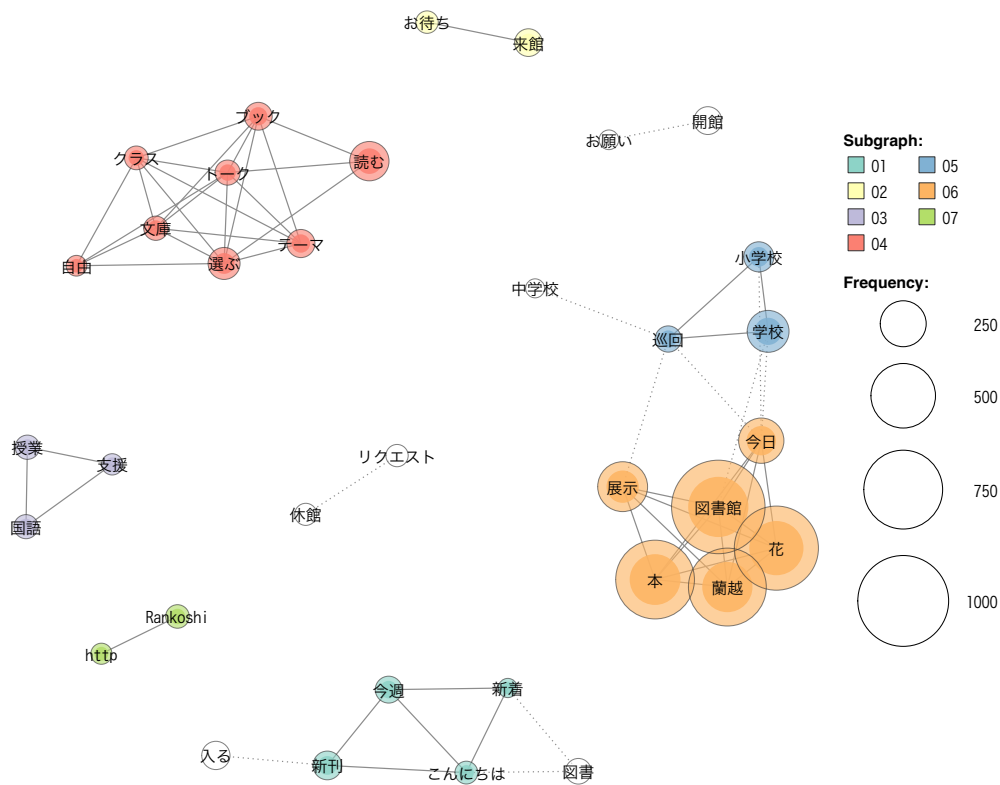 お待ち
来館
開館
お願い
ブック
クラス
トーク
読む
文庫
テーマ
自由
選ぶ
小学校
中学校
学校
巡回
今日
展示
図書館
花
本
蘭越
授業
支援
国語
リクエスト
休館
Rankoshi
http
今週
新着
入る
新刊
こんにちは
図書
Subgraph:
01
05
02
06
03
07
04
Frequency:
250
500
750
1000